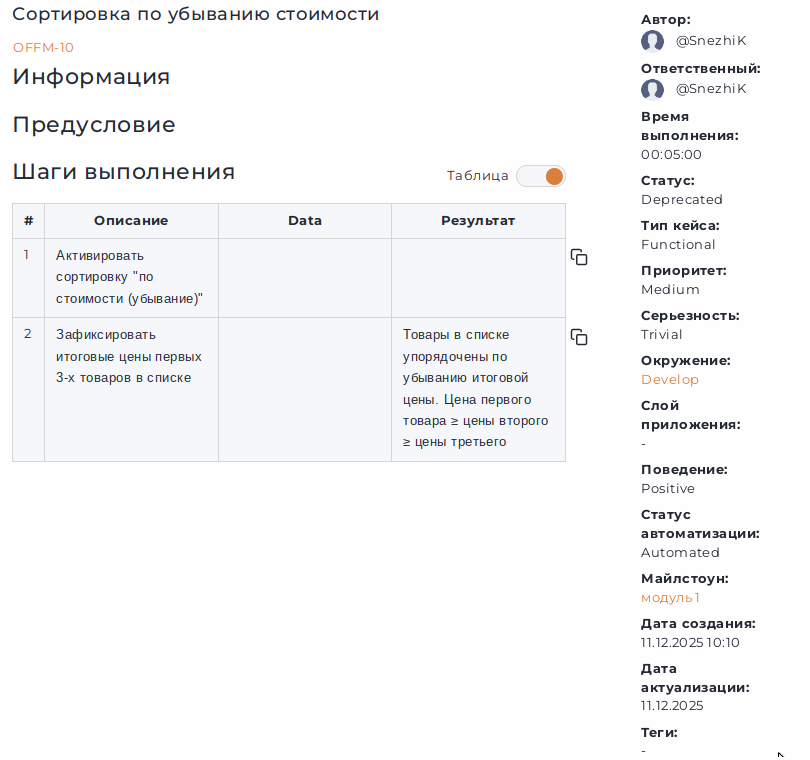 Сортировка по убыванию стоимости
OFFM-10
Информация
Предусловие
Шаги выполнения
Таблица
# Описание Data Результат
1 Активировать
сортировку "по
стоимости (убывание)"
2 Зафиксировать
итоговые цены первых
3-х товаров в списке
Товары в списке
упорядочены по
убыванию итоговой
цены. Цена первого
товара ≥ цены второго
≥ цены третьего
Автор:
@SnezhiK
Ответственный:
@SnezhiK
Время
выполнения:
00:05:00
Статус:
Deprecated
Тип кейса:
Functional
Приоритет:
Medium
Серьезность:
Trivial
Окружение:
Develop
Слой
приложения:
-
Поведение:
Positive
Статус
автоматизации:
Automated
Майлстоун:
модуль 1
Дата создания:
11.12.2025 10:10
Дата
актуализации:
11.12.2025
Теги:
-